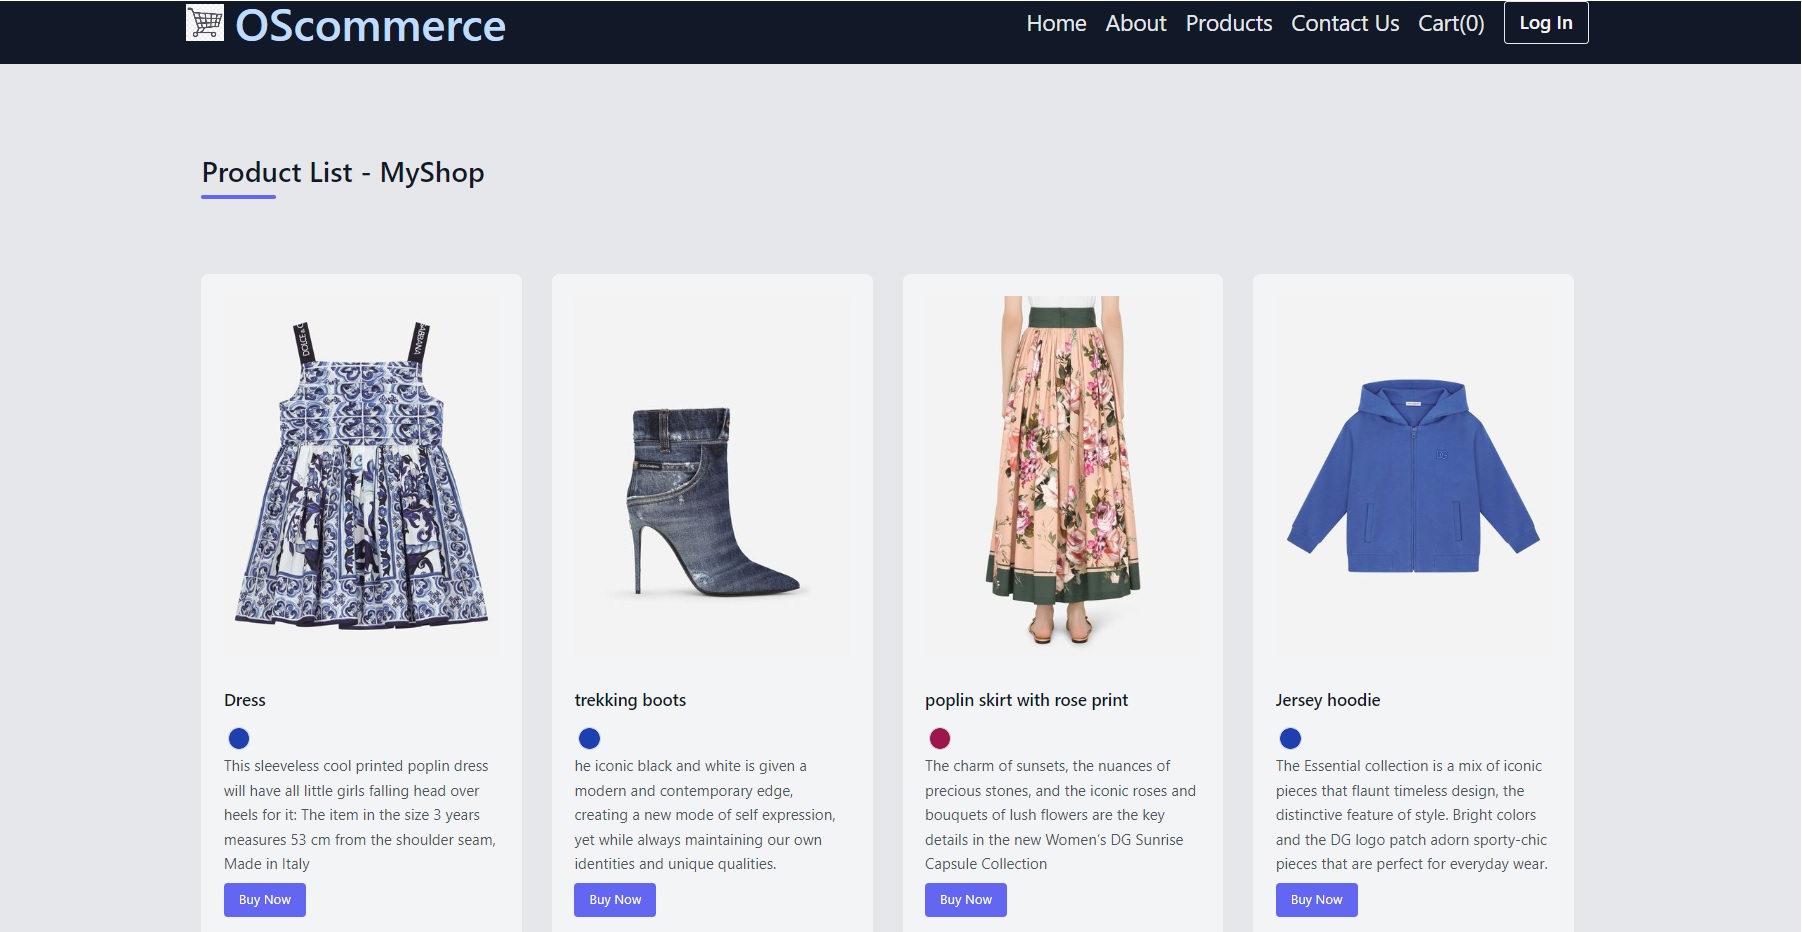 OScommerce
Home About Products Contact Us Cart(0) Log In
Product List - MyShop
DOLCE & G
ABBANA
Dress
This sleeveless cool printed poplin dress
will have all little girls falling head over
heels for it: The item in the size 3 years
measures 53 cm from the shoulder seam,
Made in Italy
Buy Now
trekking boots
he iconic black and white is given a
modern and contemporary edge,
creating a new mode of self expression,
yet while always maintaining our own
identities and unique qualities.
Buy Now
poplin skirt with rose print
The charm of sunsets, the nuances of
precious stones, and the iconic roses and
bouquets of lush flowers are the key
details in the new Women’s DG Sunrise
Capsule Collection
Buy Now
Jersey hoodie
The Essential collection is a mix of iconic
pieces that flaunt timeless design, the
distinctive feature of style. Bright colors
and the DG logo patch adorn sporty-chic
pieces that are perfect for everyday wear.
Buy Now